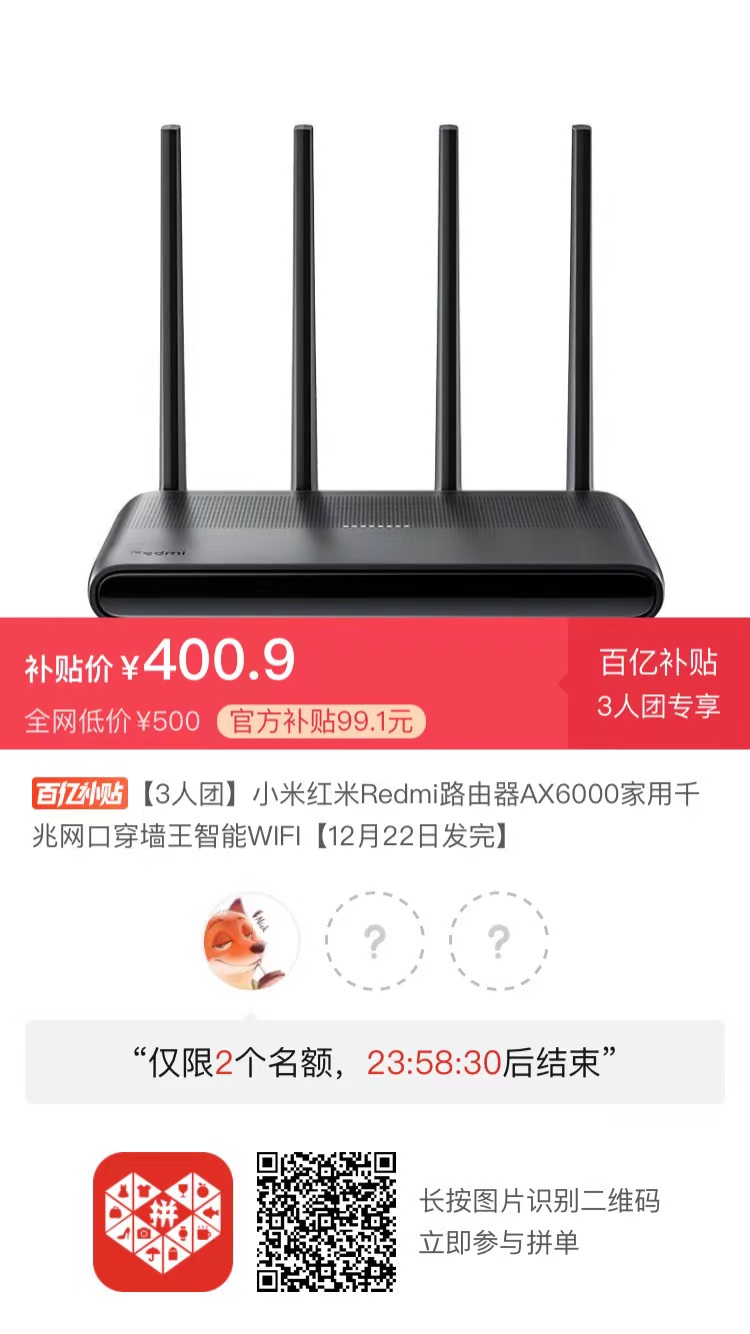 Redmi
补贴价¥400.9
百亿补贴
全网低价¥500 官方补贴99.1元
3人团专享
百亿补贴【3人团】小米红米Redmi路由器AX6000家用千
兆网口穿墙王智能WIFI【12月22日发完】
Nick
? ?
“仅限2个名额，23:58:30后结束”
拼
长按图片识别二维码
立即参与拼单